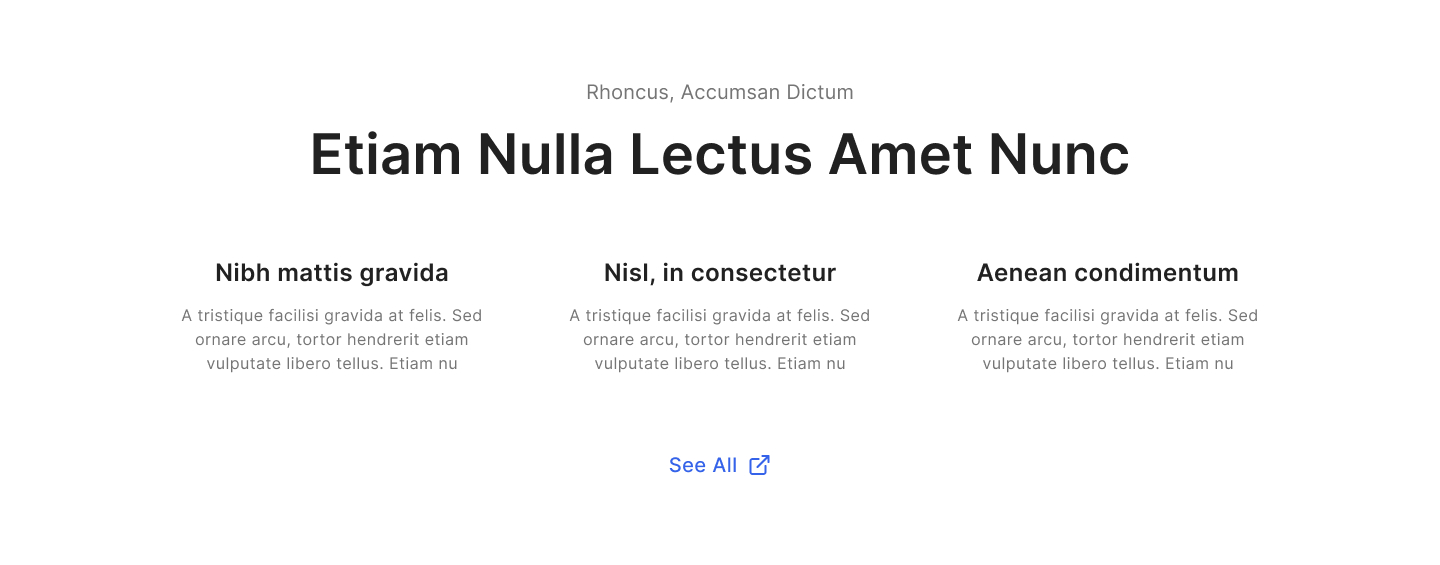 Rhoncus, Accumsan Dictum
Etiam Nulla Lectus Amet Nunc
Nibh mattis gravida
A tristique facilisi gravida at felis. Sed
ornare arcu, tortor hendrerit etiam
vulputate libero tellus. Etiam nu
Nisl, in consectetur
A tristique facilisi gravida at felis. Sed
ornare arcu, tortor hendrerit etiam
vulputate libero tellus. Etiam nu
Aenean condimentum
A tristique facilisi gravida at felis. Sed
ornare arcu, tortor hendrerit etiam
vulputate libero tellus. Etiam nu
See All